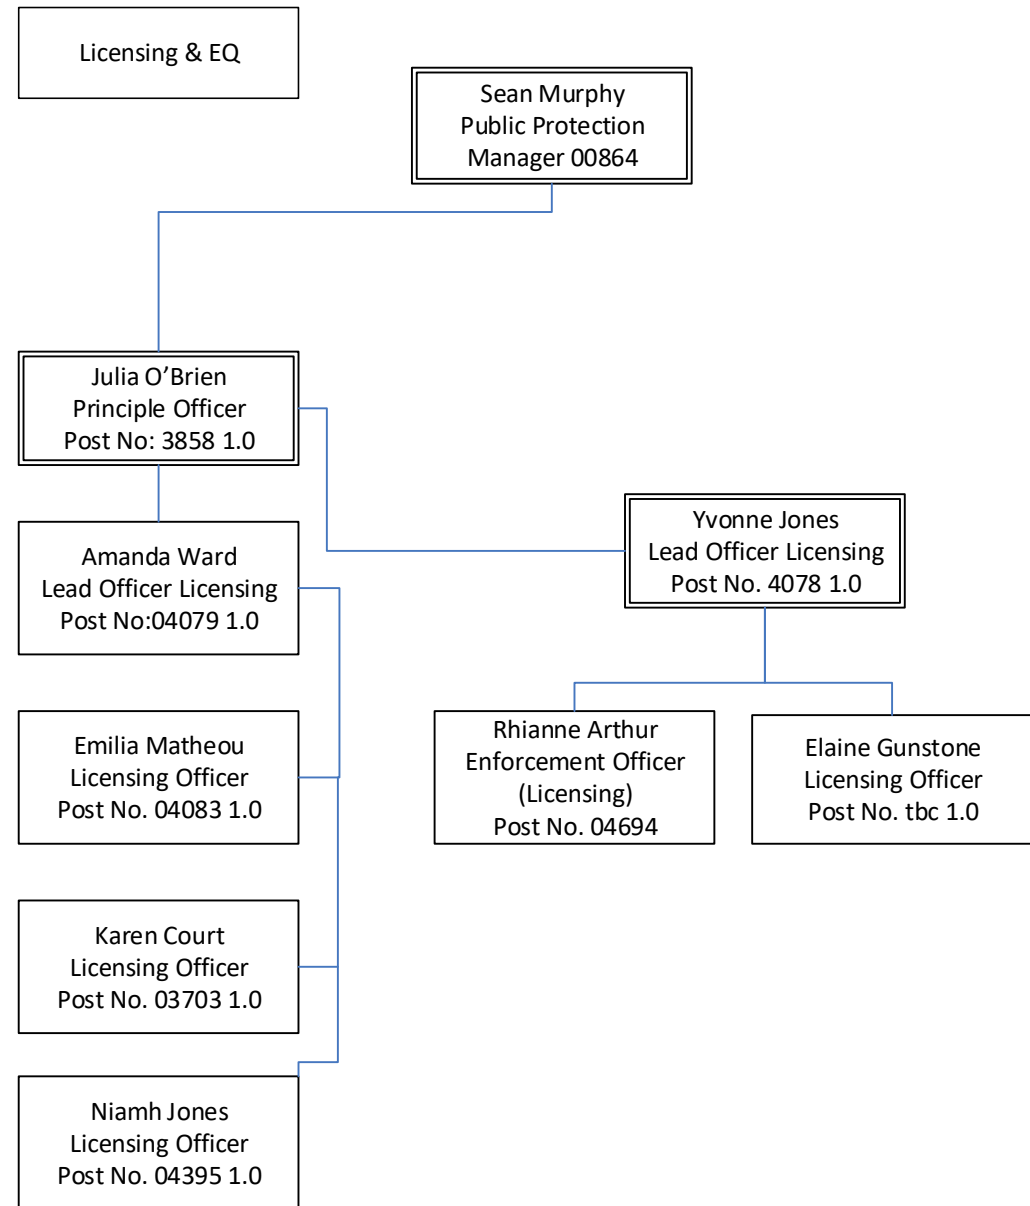 Licensing & EQ
Sean Murphy
Public Protection
Manager 00864
Julia O’Brien
Principle Officer
Post No: 3858 1.0
Yvonne Jones
Lead Officer Licensing
Post No. 4078 1.0
Amanda Ward
Lead Officer Licensing
Post No:04079 1.0
Emilia Matheou
Licensing Officer
Post No. 04083 1.0
Rhianne Arthur
Enforcement Officer
(Licensing)
Post No. 04694
Elaine Gunstone
Licensing Officer
Post No. tbc 1.0
Karen Court
Licensing Officer
Post No. 03703 1.0
Niamh Jones
Licensing Officer
Post No. 04395 1.0